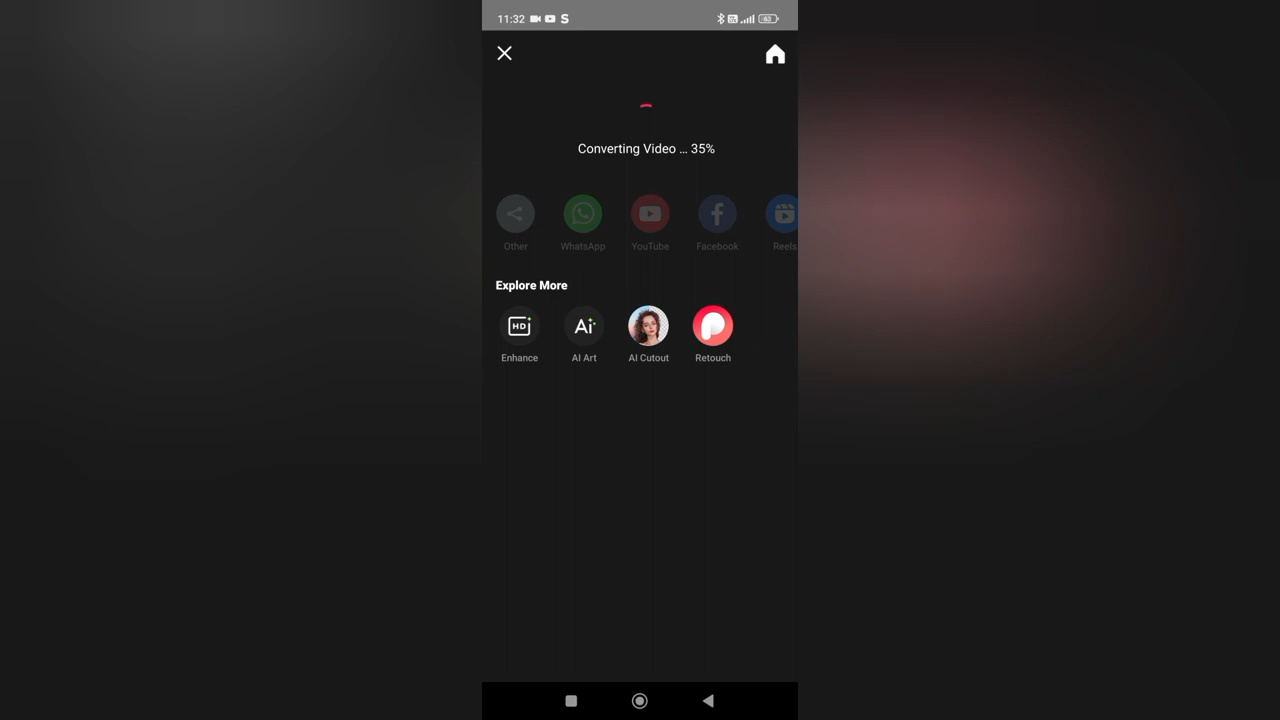 11:32 S 63
Converting Video ... 35%
Other WhatsApp YouTube Facebook Reels
Explore More
HD Ai
Enhance AI Art AI Cutout Retouch